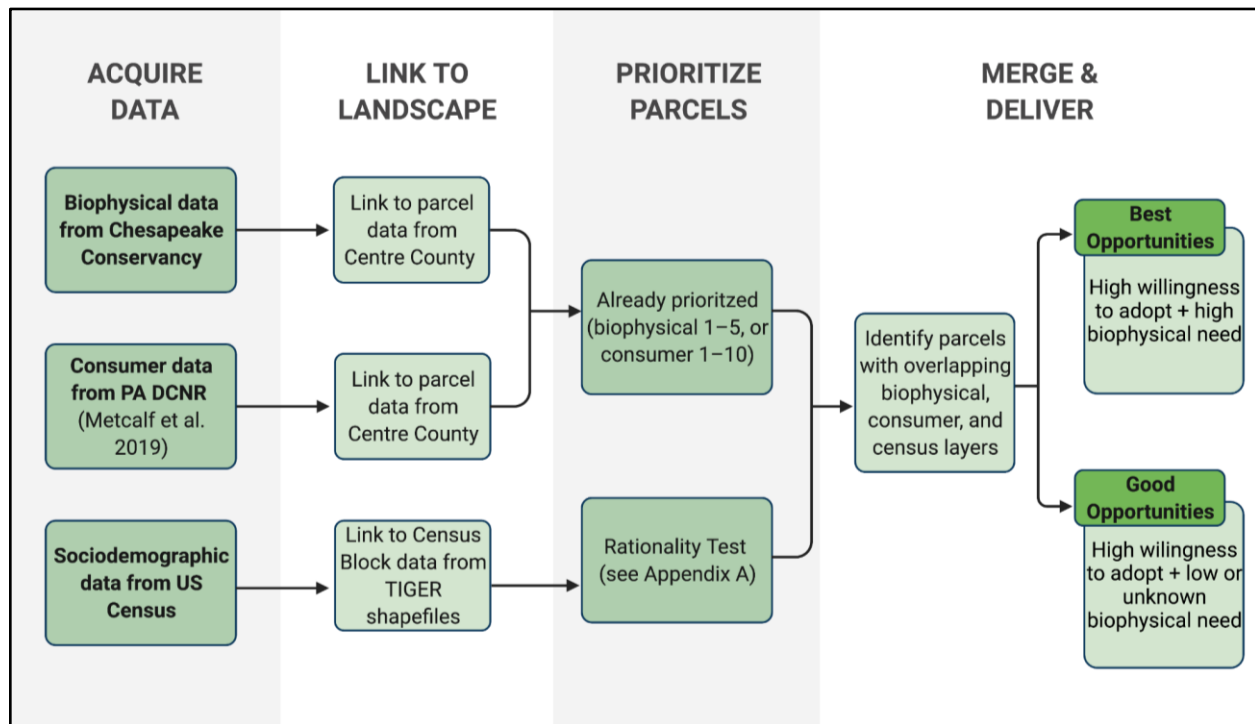 ACQUIRE
DATA
LINK TO
LANDSCAPE
PRIORITIZE
PARCELS
MERGE &
DELIVER
Biophysical data
from Chesapeake
Conservancy
Link to parcel
data from
Centre County
Consumer data
from PA DCNR
(Metcalf et al.
2019)
Link to parcel
data from
Centre County
Sociodemographic
data from US
Census
Link to Census
Block data from
TIGER
shapefiles
Already prioritzed
(biophysical 1–5, or
consumer 1–10)
Rationality Test
(see Appendix A)
Identify parcels
with overlapping
biophysical,
consumer, and
census layers
Best
Opportunities
High willingness
to adopt + high
biophysical need
Good
Opportunities
High wilingness
to adopt + low or
unknown
biophysical need